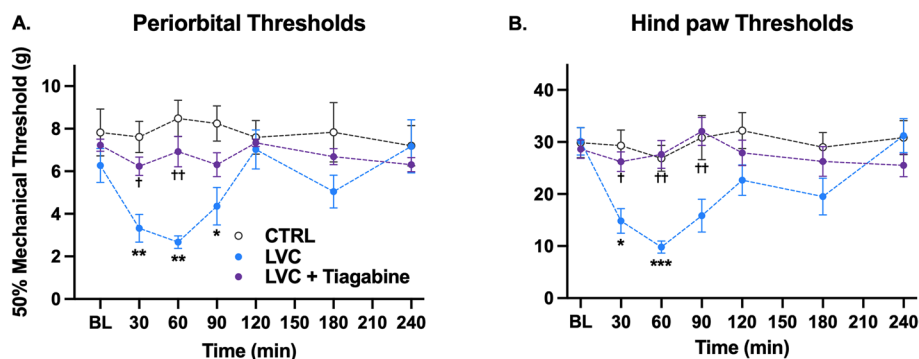 A.
Periorbital Thresholds
50% Mechanical Threshold (g)
10
8
6
4
2
0
†
††
**
**
*
CTRL
LVC
LVC + Tiagabine
BL 30 60 90 120 150 180 210 240
Time (min)
B.
Hind paw Thresholds
40
30
20
10
0
†
††
††
*
***
BL 30 60 90 120 150 180 210 240
Time (min)